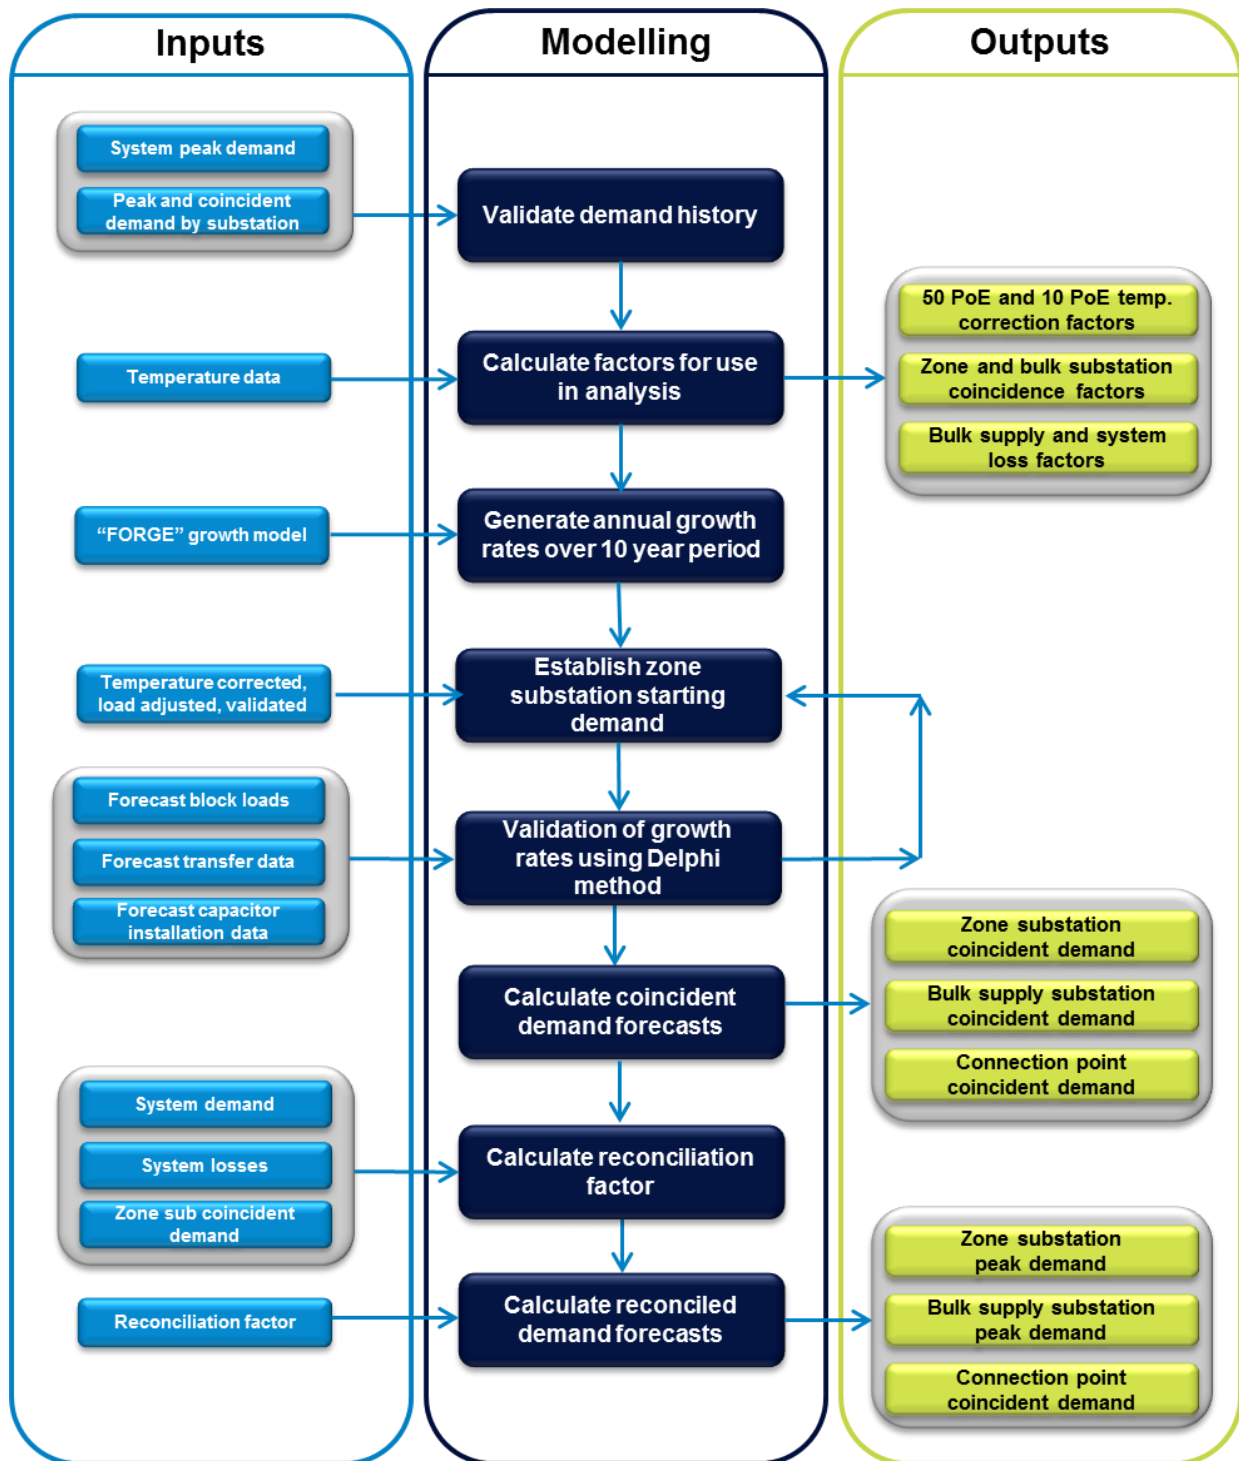 Inputs
Modelling
Outputs
System peak demand
Peak and coincident
demand by substation
Validate demand history
50 PoE and 10 PoE temp.
correction factors
Zone and bulk substation
coincidence factors
Bulk supply and system
loss factors
Temperature data
Calculate factors for use
in analysis
“FORGE” growth model
Generate annual growth
rates over 10 year period
Temperature corrected,
load adjusted, validated
Establish zone
substation starting
demand
Forecast block loads
Forecast transfer data
Forecast capacitor
installation data
Validation of growth
rates using Delphi
method
Zone substation
coincident demand
Bulk supply substation
coincident demand
Connection point
coincident demand
Calculate coincident
demand forecasts
System demand
System losses
Zone sub coincident
demand
Calculate reconciliation
factor
Zone substation
peak demand
Bulk supply substation
peak demand
Connection point
coincident demand
Reconciliation factor
Calculate reconciled
demand forecasts